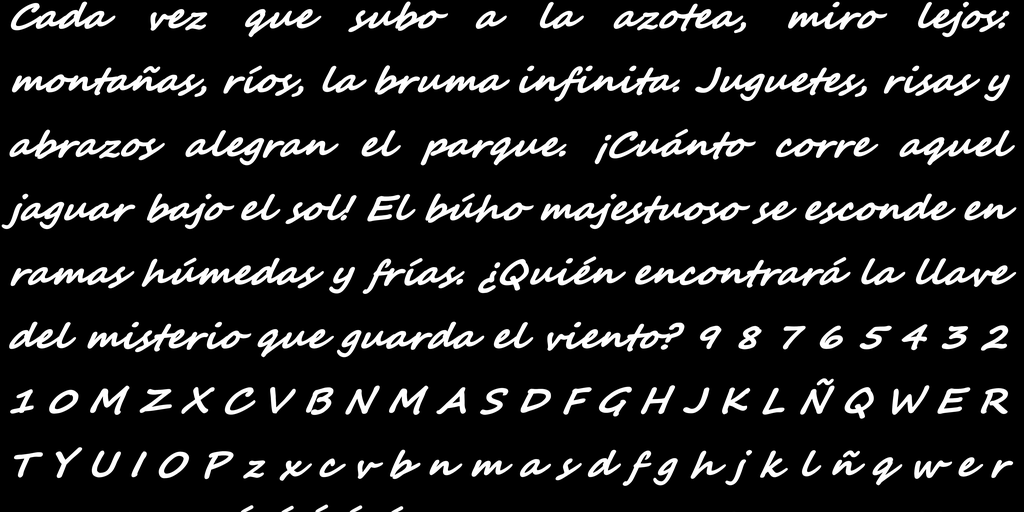 Cada vez que subo a la azotea, miro lejos:
montañas, ríos, la bruma infinita. Juguetes, risas y
abrazos alegran el parque. ¡Cuánto corre aquel
jaguar bajo el sol! El búho majestuoso se esconde en
ramas húmedas y frías. ¿Quién encontrará la llave
del misterio que guarda el viento? 9 8 7 6 5 4 3 2
1 0 M Z X C V B N M A S D F G H J K L Ñ Q W E R
T Y U I O P z x c v b n m a s d f g h j k l ñ q w e r